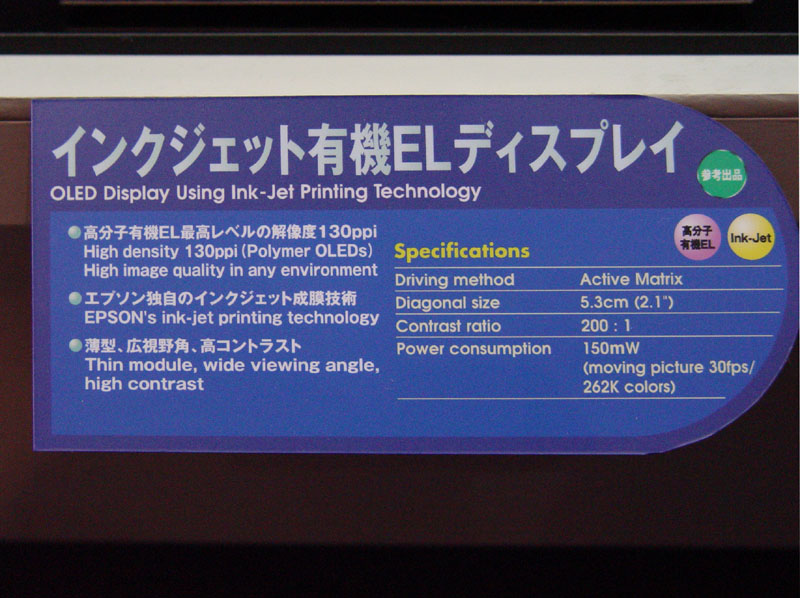 インクジェット有機ELディスプレイ
OLED Display Using Ink-Jet Printing Technology
参考出品
高分子有機EL最高レベルの解像度130ppi
High density 130ppi (Polymer OLEDs)
High image quality in any environment
エプソン独自のインクジェット成膜技術
EPSON's ink-jet printing technology
薄型、広視野角、高コントラスト
Thin module, wide viewing angle,
high contrast
高分子
有機EL
Ink-Jet
Specifications
Driving method Active Matrix
Diagonal size 5.3cm (2.1")
Contrast ratio 200 : 1
Power consumption 150mW
(moving picture 30fps/
262K colors)